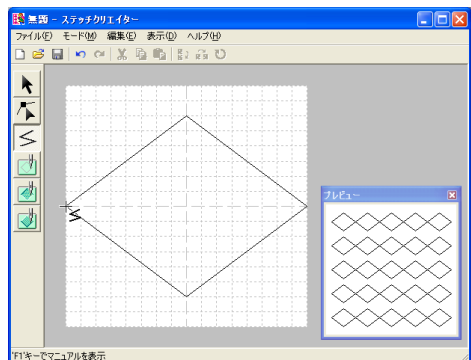 無題 - ステッチクリエイター
ファイル(F) モード(M) 編集(E) 表示(D) ヘルプ(H)
プレビュー
'F1'キーでマニュアルを表示